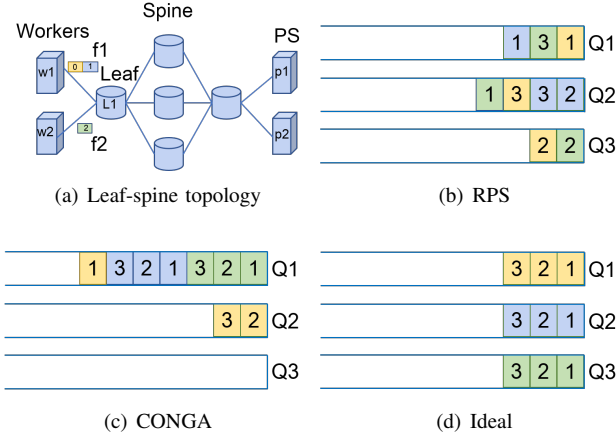 Workers
Spine
PS
w1
0 1
f1
Leaf
L1
p1
w2
2
f2
p2
(a) Leaf-spine topology
1 3 1 Q1
1 3 3 2 Q2
2 2 Q3
(b) RPS
1 3 2 1 3 2 1 Q1
3 2 Q2
Q3
(c) CONGA
3 2 1 Q1
3 2 1 Q2
3 2 1 Q3
(d) Ideal